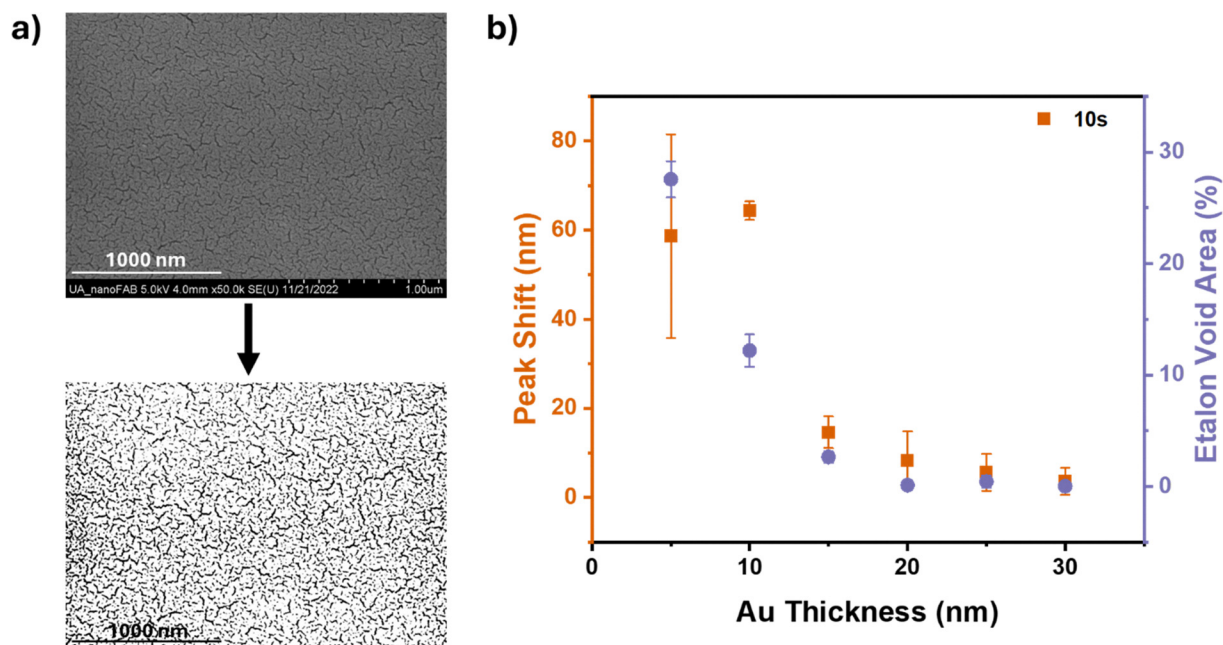 a)
1000 nm
UA_nanoFAB 5.0kV 4.0mm x50.0k SE(U) 11/21/2022 1.00um
1000 nm
b)
10s
80
60
40
20
0
Peak Shift (nm)
30
20
10
0
Etalon Void Area (%)
0 10 20 30
Au Thickness (nm)